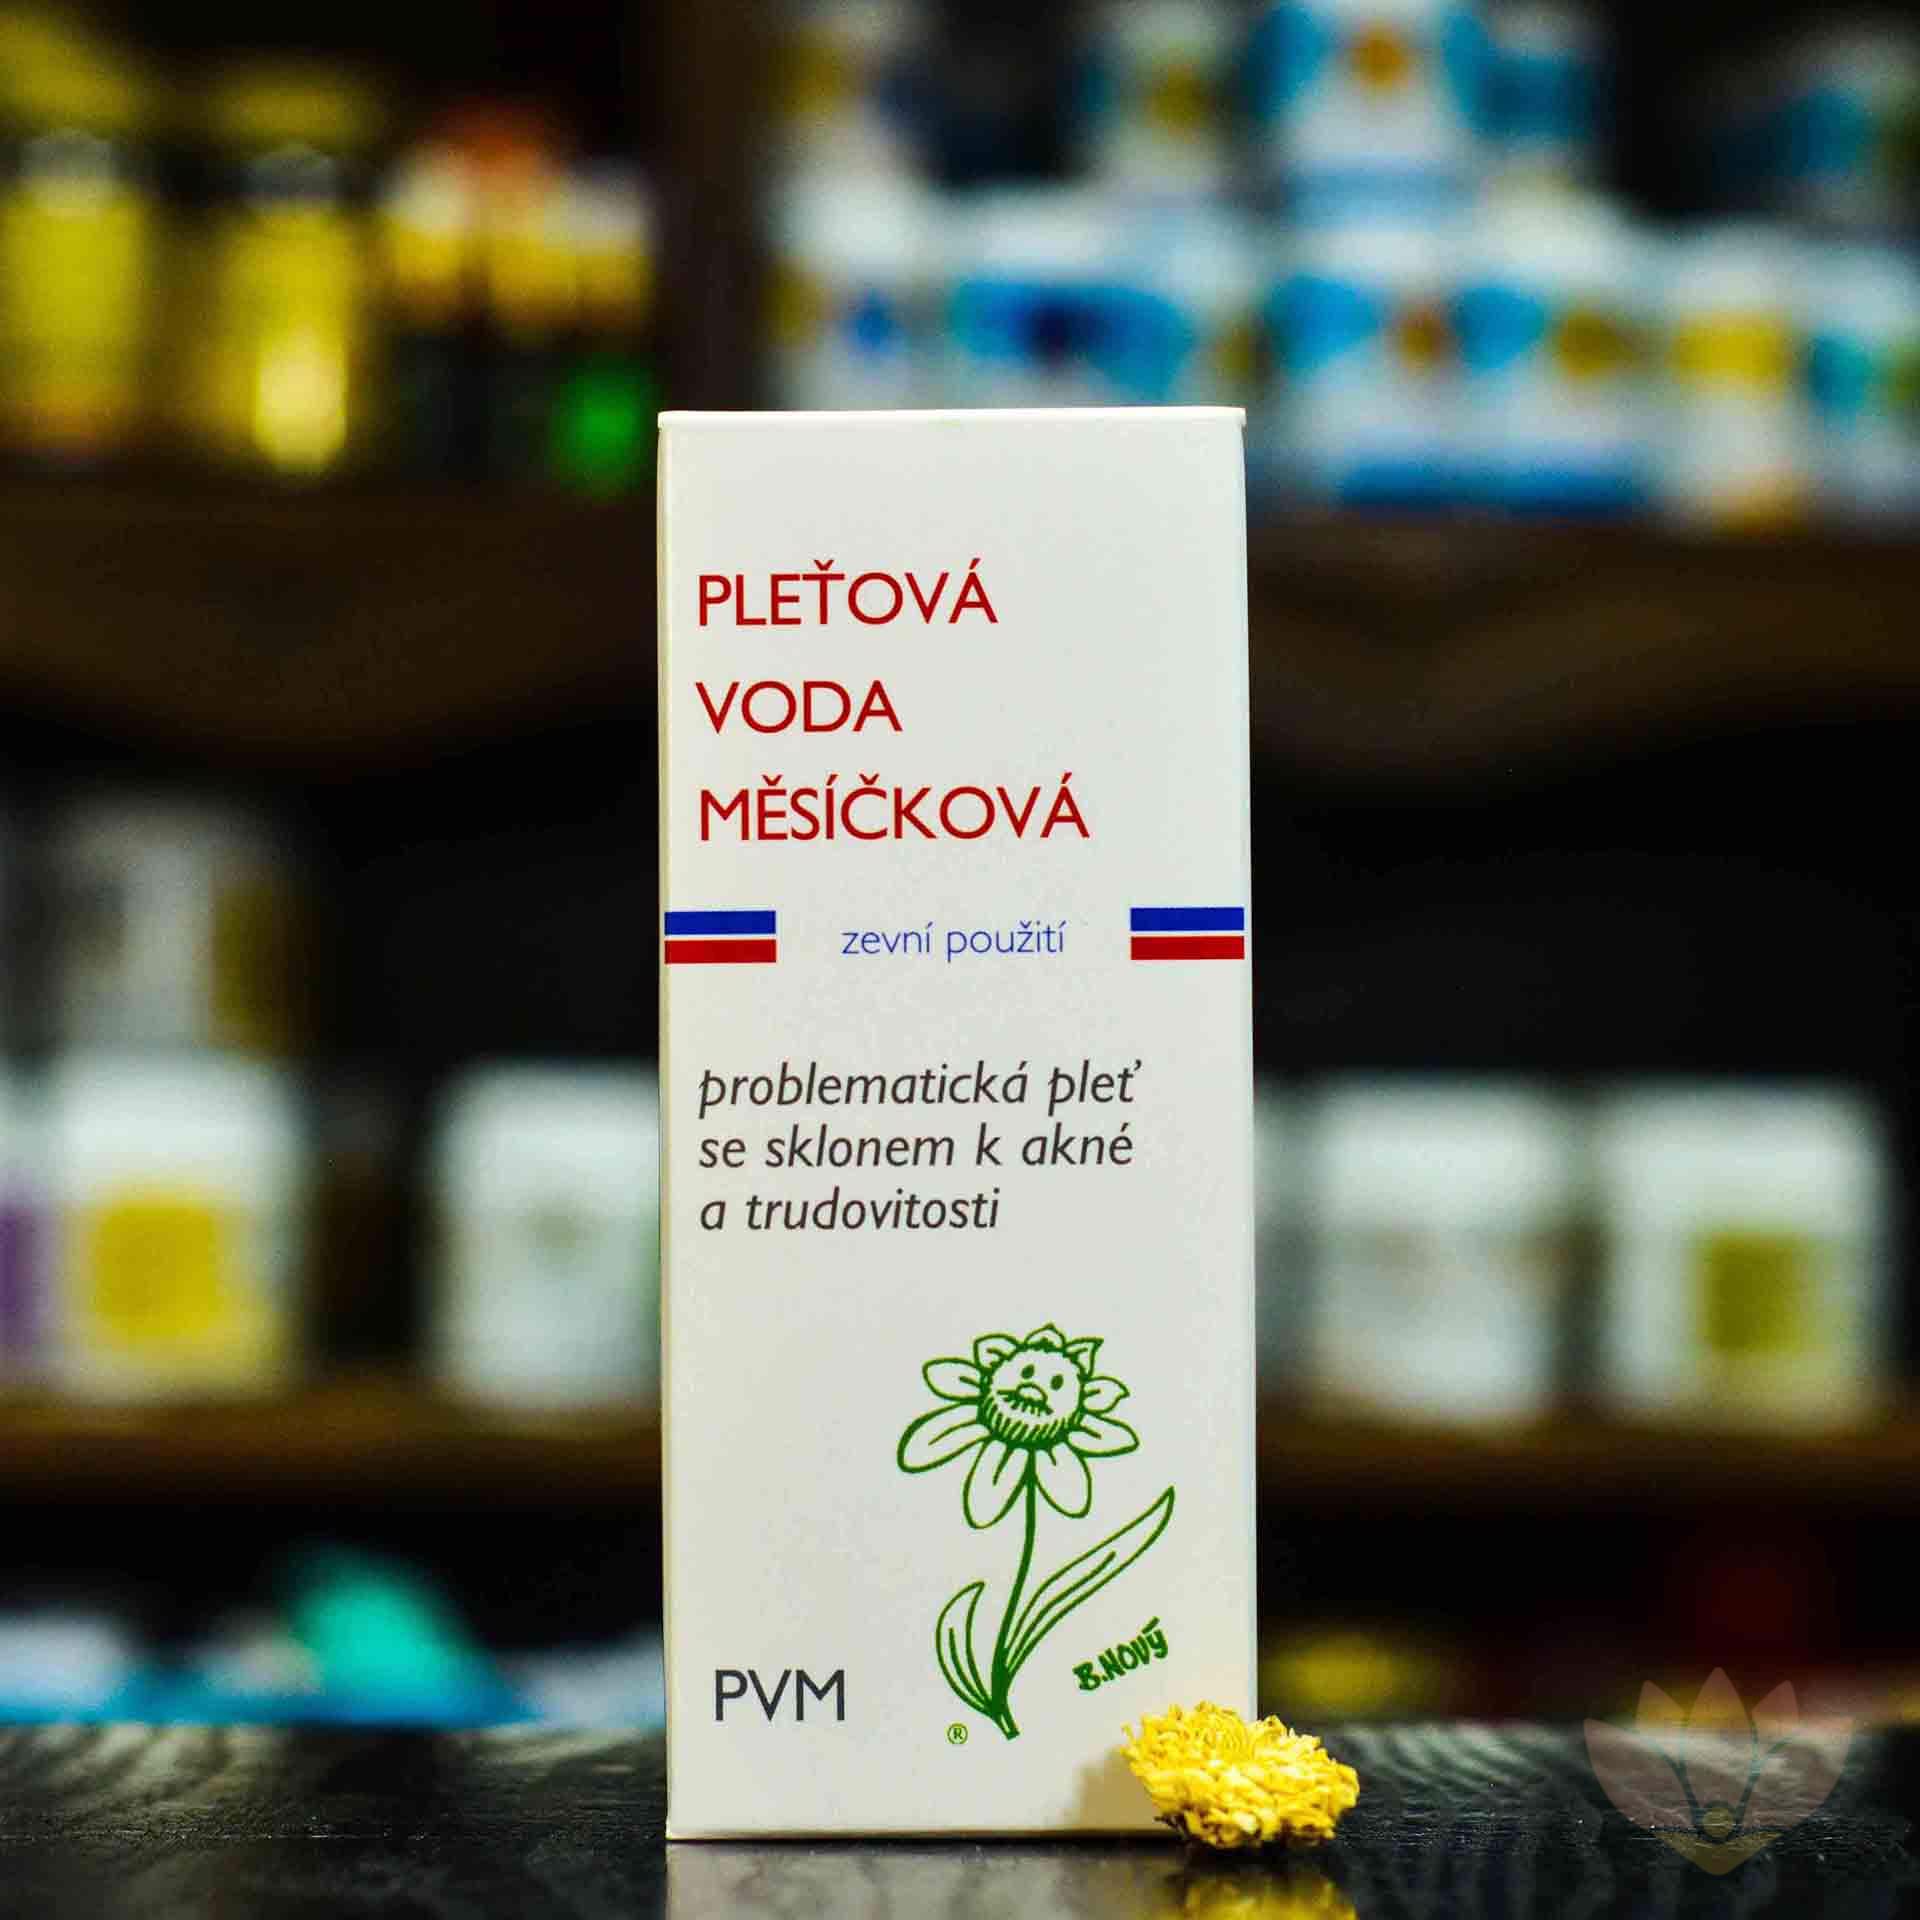 PLEŤOVÁ
VODA
MĚSÍČKOVÁ
zevní použití
problematická pleť
se sklonem k akné
a trudovitosti
B.NOVÝ
PVM
®